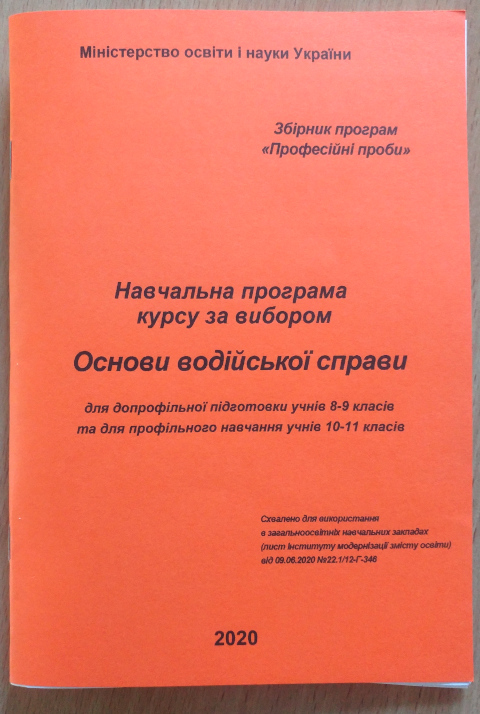 Міністерство освіти і науки України
Збірник програм
«Професійні проби»
Навчальна програма
курсу за вибором
Основи водійської справи
для допрофільної підготовки учнів 8-9 класів
та для профільного навчання учнів 10-11 класів
Схвалено для використання
в загальноосвітніх навчальних закладах
(лист Інституту модернізації змісту освіти)
від 09.06.2020 №22.1/12-Г-346
2020